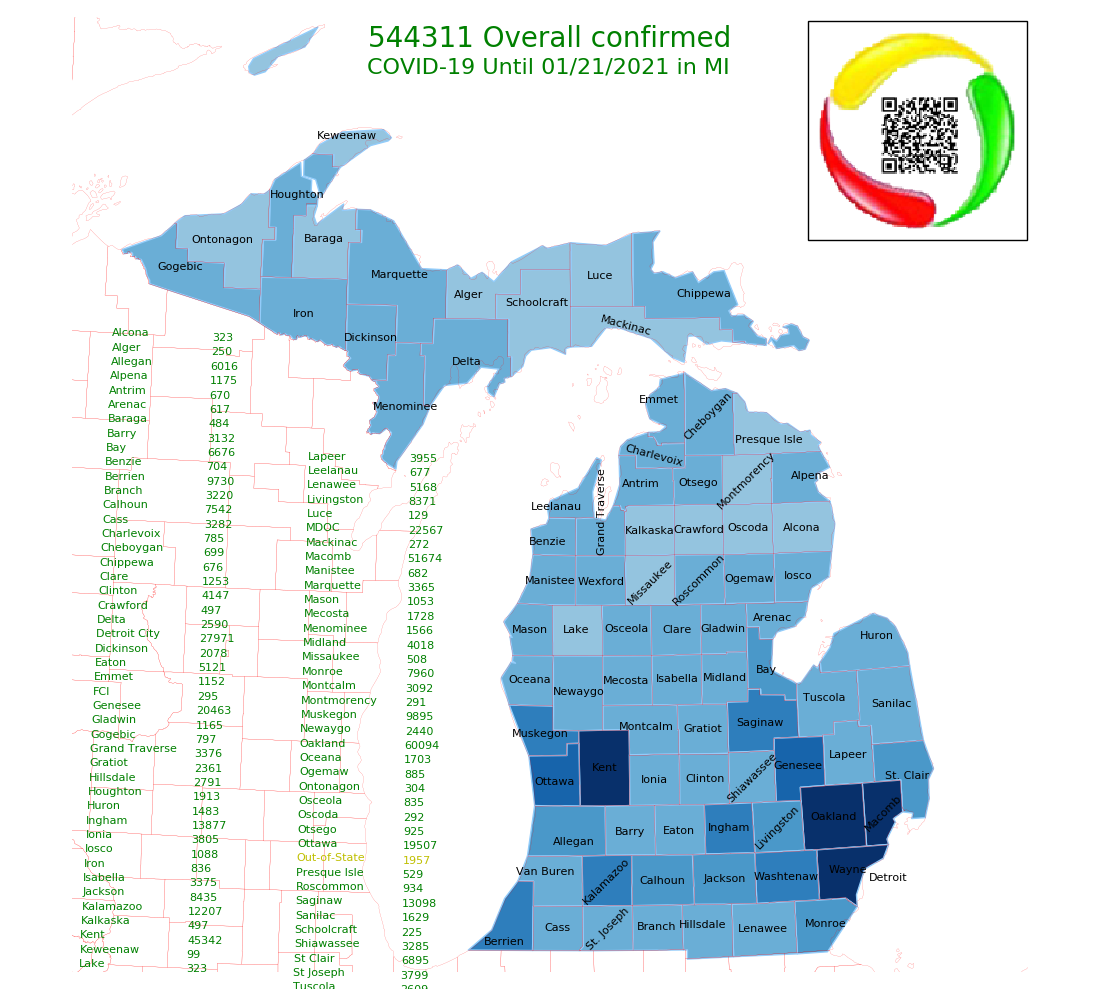 544311 Overall confirmed
COVID-19 Until 01/21/2021 in MI
Keweenaw
Houghton
Ontonagon
Baraga
Gogebic
Marquette
Iron
Alger
Luce
Chippewa
Schoolcraft
Mackinac
Dickinson
Delta
Menominee
Emmet
Cheboygan
Presque Isle
Charlevoix
Antrim
Otsego
Montmorency
Alpena
Leelanau
Grand Traverse
Benzie
Kalkaska
Crawford
Oscoda
Alcona
Manistee
Wexford
Missaukee
Roscommon
Ogemaw
Iosco
Mason
Lake
Osceola
Clare
Gladwin
Arenac
Huron
Oceana
Newaygo
Mecosta
Isabella
Midland
Bay
Tuscola
Sanilac
Muskegon
Montcalm
Gratiot
Saginaw
Ottawa
Kent
Ionia
Clinton
Shiawassee
Genesee
Lapeer
St. Clair
Allegan
Barry
Eaton
Ingham
Livingston
Oakland
Macomb
Van Buren
Kalamazoo
Calhoun
Jackson
Washtenaw
Wayne
Detroit
Berrien
Cass
St. Joseph
Branch
Hillsdale
Lenawee
Monroe
Alcona 323
Alger 250
Allegan 6016
Alpena 1175
Antrim 670
Arenac 617
Baraga 484
Barry 3132
Bay 6676
Benzie 704
Berrien 9730
Branch 3220
Calhoun 7542
Cass 3282
Charlevoix 785
Cheboygan 699
Chippewa 676
Clare 1253
Clinton 4147
Crawford 497
Delta 2590
Detroit City 27971
Dickinson 2078
Eaton 5121
Emmet 1152
FCI 295
Genesee 20463
Gladwin 1165
Gogebic 797
Grand Traverse 3376
Gratiot 2361
Hillsdale 2791
Houghton 1913
Huron 1483
Ingham 13877
Ionia 3805
Iosco 1088
Iron 836
Isabella 3375
Jackson 8435
Kalamazoo 12207
Kalkaska 497
Kent 45342
Keweenaw 99
Lake 323
Lapeer 3955
Leelanau 677
Lenawee 5168
Livingston 8371
Luce 129
MDOC 22567
Mackinac 272
Macomb 51674
Manistee 682
Marquette 3365
Mason 1053
Mecosta 1728
Menominee 1566
Midland 4018
Missaukee 508
Monroe 7960
Montcalm 3092
Montmorency 291
Muskegon 9895
Newaygo 2440
Oakland 60094
Oceana 1703
Ogemaw 885
Ontonagon 304
Osceola 835
Oscoda 292
Otsego 925
Ottawa 19507
Out-of-State 1957
Presque Isle 529
Roscommon 934
Saginaw 13098
Sanilac 1629
Schoolcraft 225
Shiawassee 3285
St Clair 6895
St Joseph 3799
Tuscola